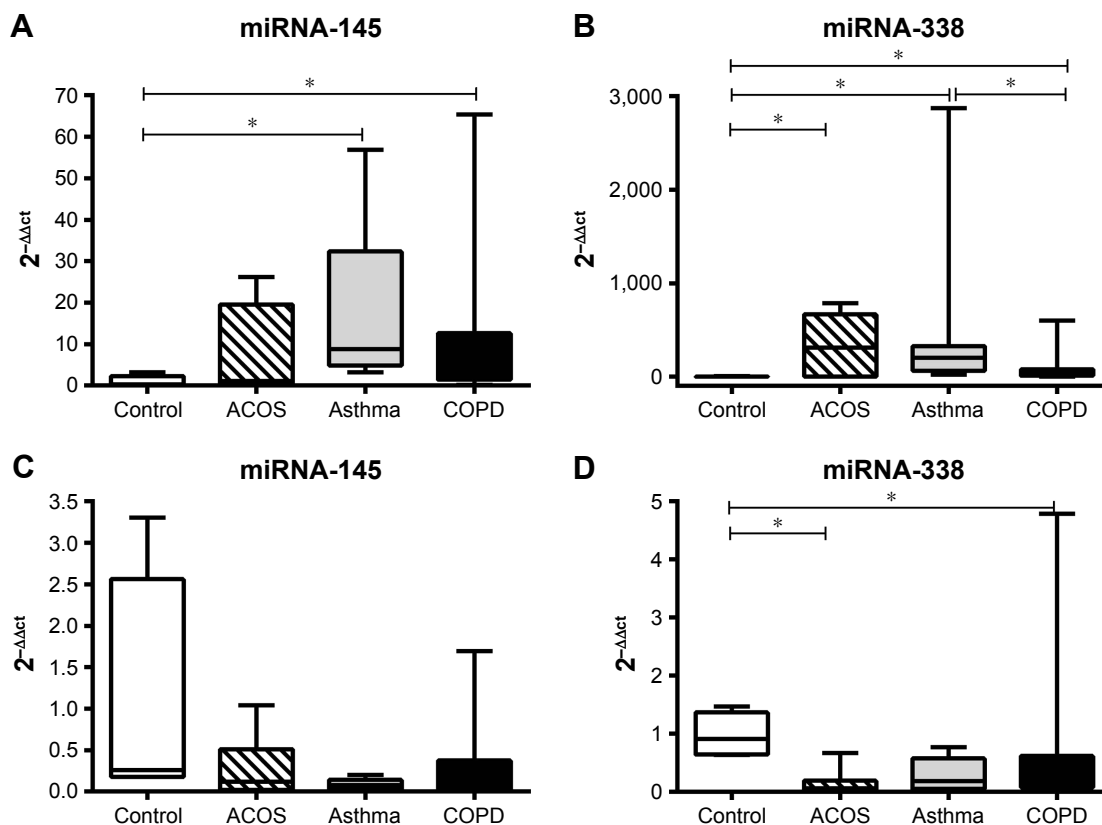 A
miRNA-145
*
*
70
60
50
40
30
20
10
0
2−ΔΔct
Control ACOS Asthma COPD
B
miRNA-338
*
*
*
*
3,000
2,000
1,000
0
2−ΔΔct
Control ACOS Asthma COPD
C
miRNA-145
3.5
3.0
2.5
2.0
1.5
1.0
0.5
0.0
2−ΔΔct
Control ACOS Asthma COPD
D
miRNA-338
*
*
5
4
3
2
1
0
2−ΔΔct
Control ACOS Asthma COPD